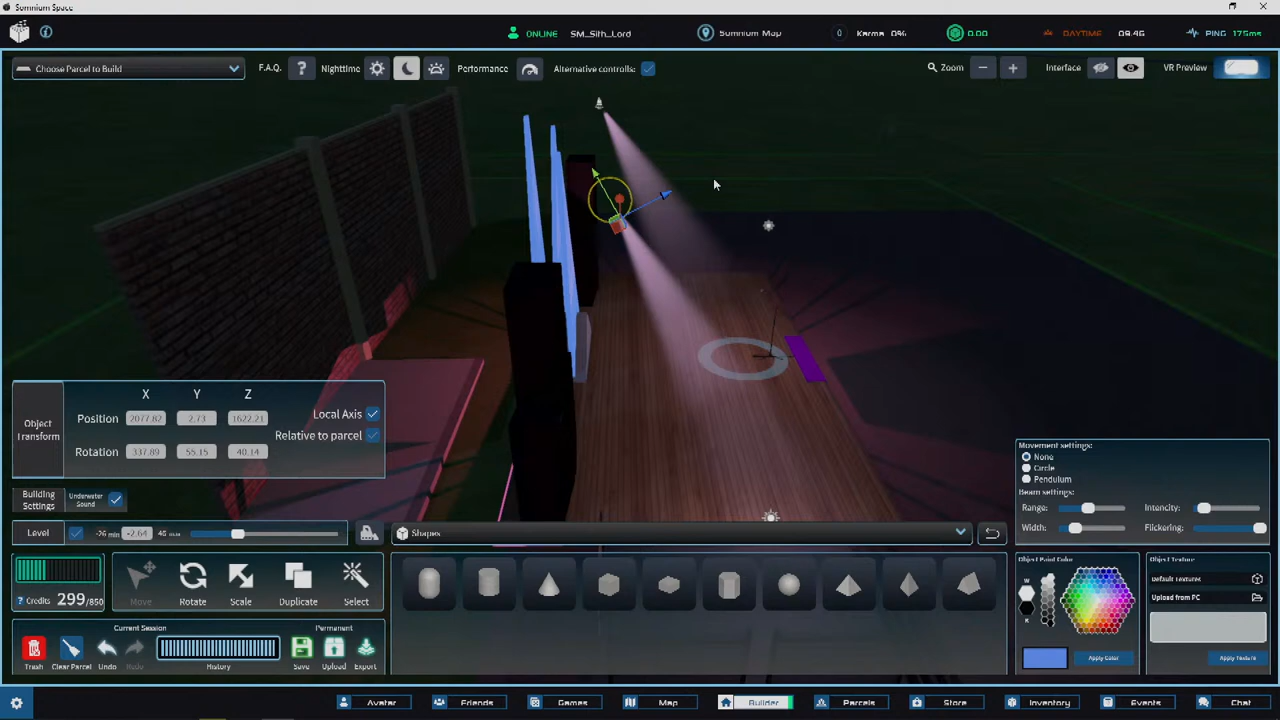 Somnium Space
ONLINE SM_Sith_Lord Somnium Map 0 Karma 0% 0.00 DAYTIME 09.46 PING 175ms
Choose Parcel to Build F.A.Q. ? Nighttime Performance Alternative controlls: Zoom Interface VR Preview
X Y Z
Object Transform
Position 2077.82 2.73 1622.21 Local Axis
Relative to parcel
Rotation 337.89 55.15 40.14
Movement settings:
None
Circle
Pendulum
Beam settings:
Range: Intencity:
Width: Flickering:
Building Settings Underwater Sound
Level -2.64
Shapes
Credits 299/850
Move Rotate Scale Duplicate Select
Object Paint Color
W
K
Apply Color
Object Texture
Default Textures
Upload from PC
Apply Texture
Current Session Permanent
Trash Clear Parcel Undo Redo History Save Upload Export
Avatar Friends Games Map Builder Parcels Store Inventory Events Chat